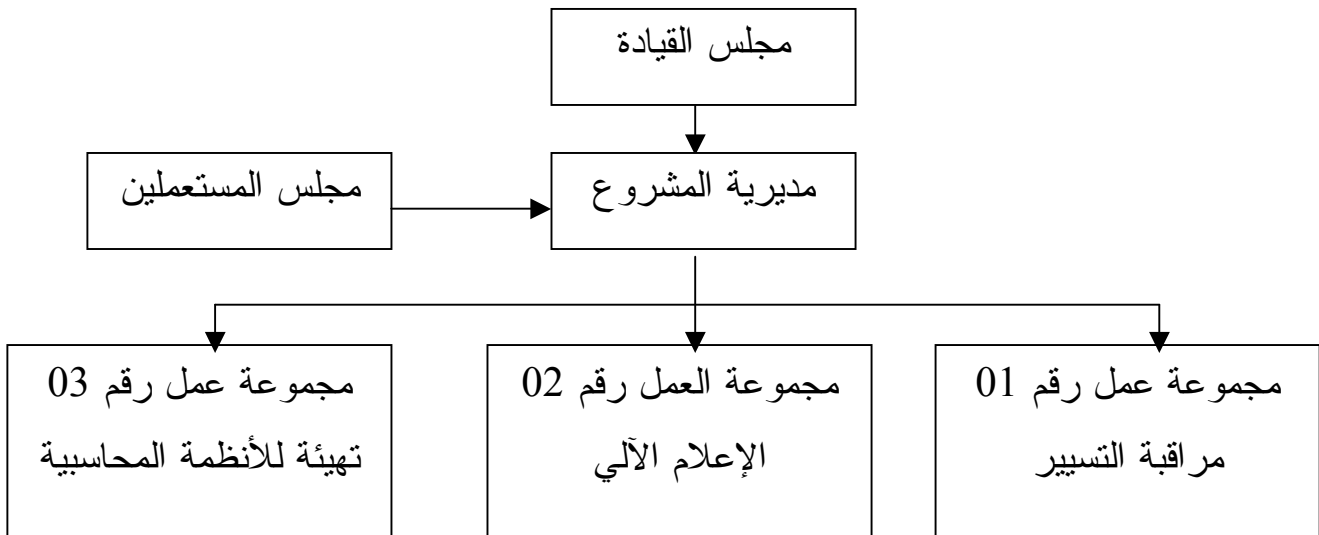 مجلس القيادة
مديرية المشروع
مجلس المستعملين
مجموعة عمل رقم 01
مراقبة التسيير
مجموعة العمل رقم 02
الإعلام الآلي
مجموعة عمل رقم 03
تهيئة للأنظمة المحاسبية